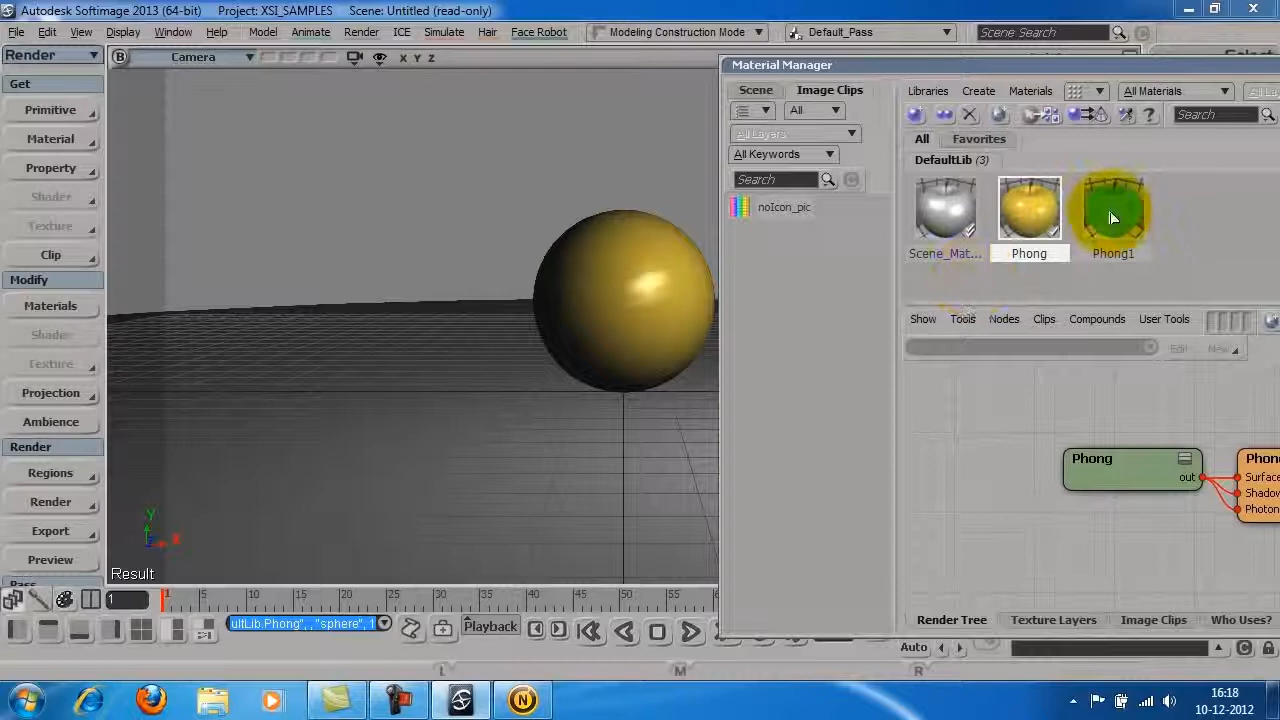 Autodesk Softimage 2013 (64-bit) Project: XSI_SAMPLES Scene: Untitled (read-only)
File Edit View Display Window Help Model Animate Render ICE Simulate Hair Face Robot Modeling Construction Mode Default_Pass Scene Search
Render
B Camera X Y Z
Material Manager
Get
Primitive
Material
Property
Shader
Texture
Clip
Modify
Materials
Shader
Texture
Projection
Ambience
Render
Regions
Render
Export
Preview
Scene Image Clips
All
All Layers
All Keywords
Search
noIcon_pic
Libraries Create Materials All Materials
Search
All Favorites
DefaultLib (3)
Scene_Mat... Phong Phong1
Show Tools Nodes Clips Compounds User Tools
Edit New
Phong
out
Surface
Shadow
Photon
Render Tree Texture Layers Image Clips Who Uses?
y
x
Result
1 1 5 10 15 20 25 30 35 40 45 50 55
ultLib.Phong", , "sphere", 1 Playback
Auto
L M R
16:18
10-12-2012